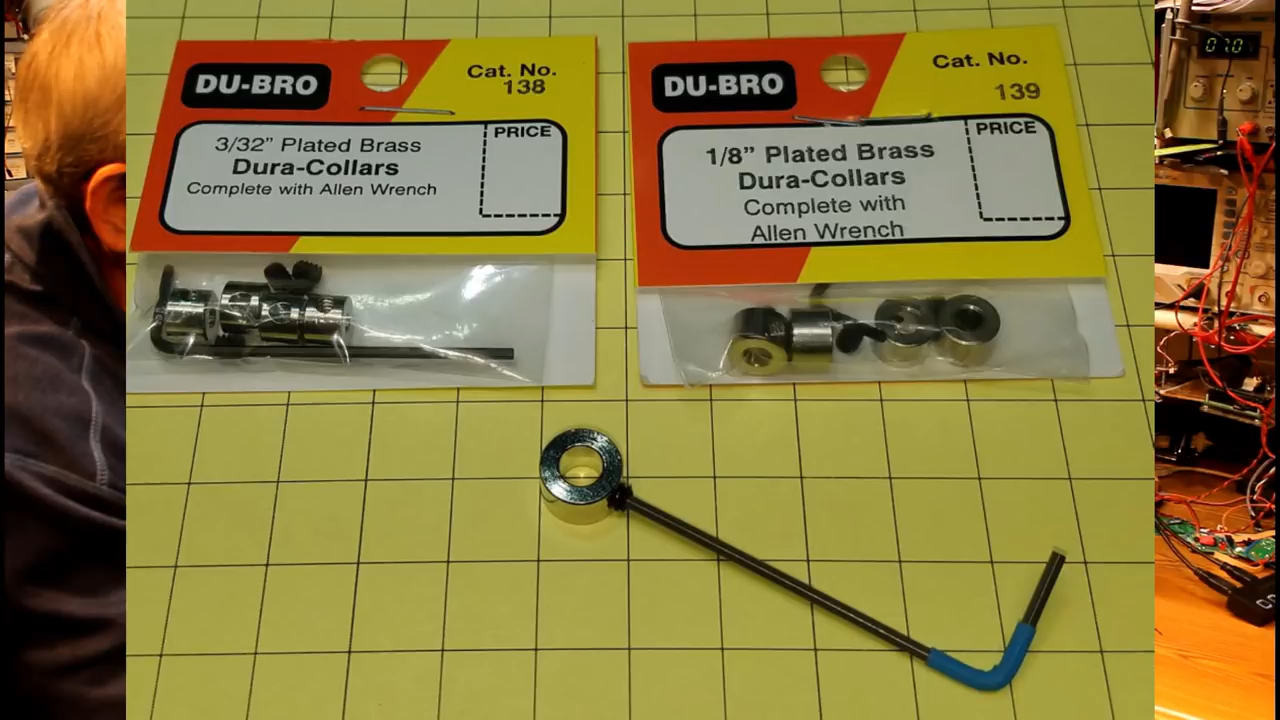 DU-BRO
Cat. No.
138
3/32” Plated Brass
Dura-Collars
Complete with Allen Wrench
PRICE
DU-BRO
Cat. No.
139
1/8” Plated Brass
Dura-Collars
Complete with
Allen Wrench
PRICE